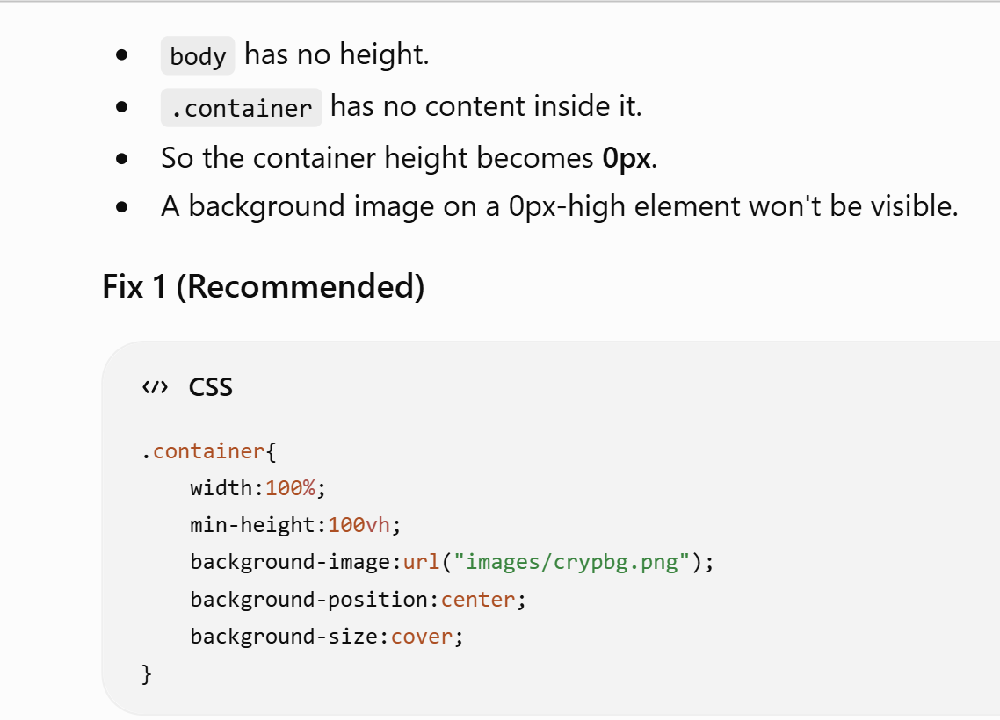 body has no height.
.container has no content inside it.
So the container height becomes 0px.
A background image on a 0px-high element won't be visible.
Fix 1 (Recommended)
CSS
.container{
    width:100%;
    min-height:100vh;
    background-image:url("images/crypbg.png");
    background-position:center;
    background-size:cover;
}